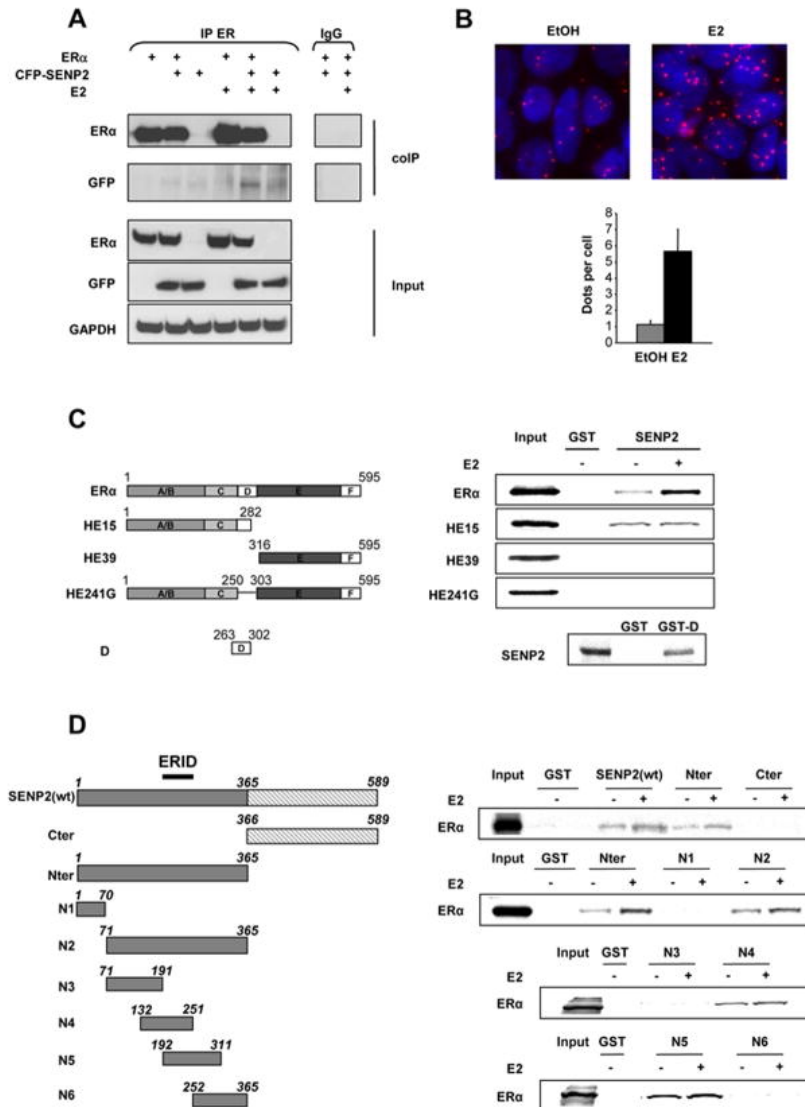 A
IP ER IgG
ERα + + + + + +
CFP-SENP2 + + + + + +
E2 + + + +
ERα
GFP
coIP
ERα
GFP
GAPDH
Input
B
EtOH E2
Dots per cell
8
7
6
5
4
3
2
1
0
EtOH E2
C
1 595
ERα A/B C D E F
1 282
HE15 A/B C
316 595
HE39 E F
1 250 303 595
HE241G A/B C E F
263 302
D D
Input GST SENP2
E2 - - +
ERα
HE15
HE39
HE241G
GST GST-D
SENP2
D
ERID
1 365 589
SENP2(wt)
366 589
Cter
1 365
Nter
1 70
N1
71 365
N2
71 191
N3
132 251
N4
192 311
N5
252 365
N6
Input GST SENP2(wt) Nter Cter
E2 - - + - + - +
ERα
Input GST Nter N1 N2
E2 - - + - + - +
ERα
Input GST N3 N4
E2 - - + - +
ERα
Input GST N5 N6
E2 - - + - +
ERα